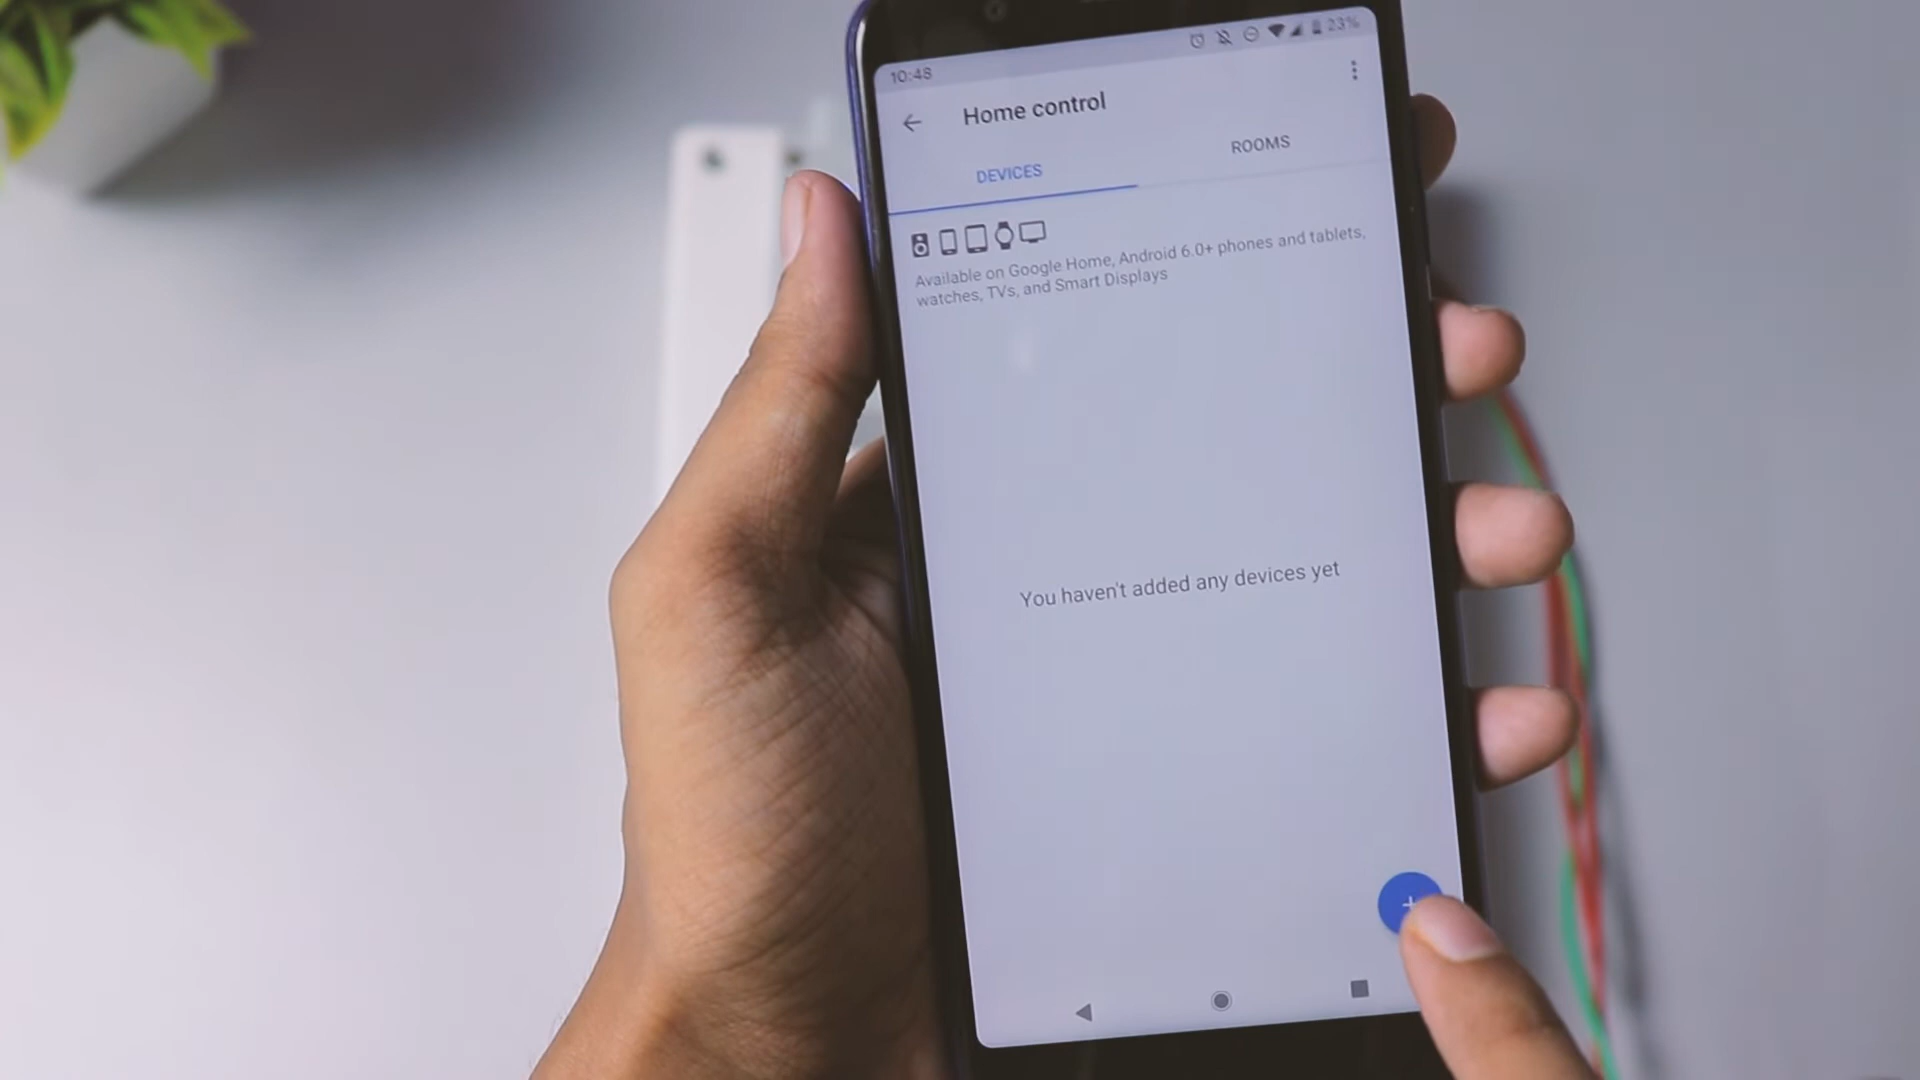 10:48
23%
Home control
DEVICES
ROOMS
Available on Google Home, Android 6.0+ phones and tablets,
watches, TVs, and Smart Displays
You haven't added any devices yet